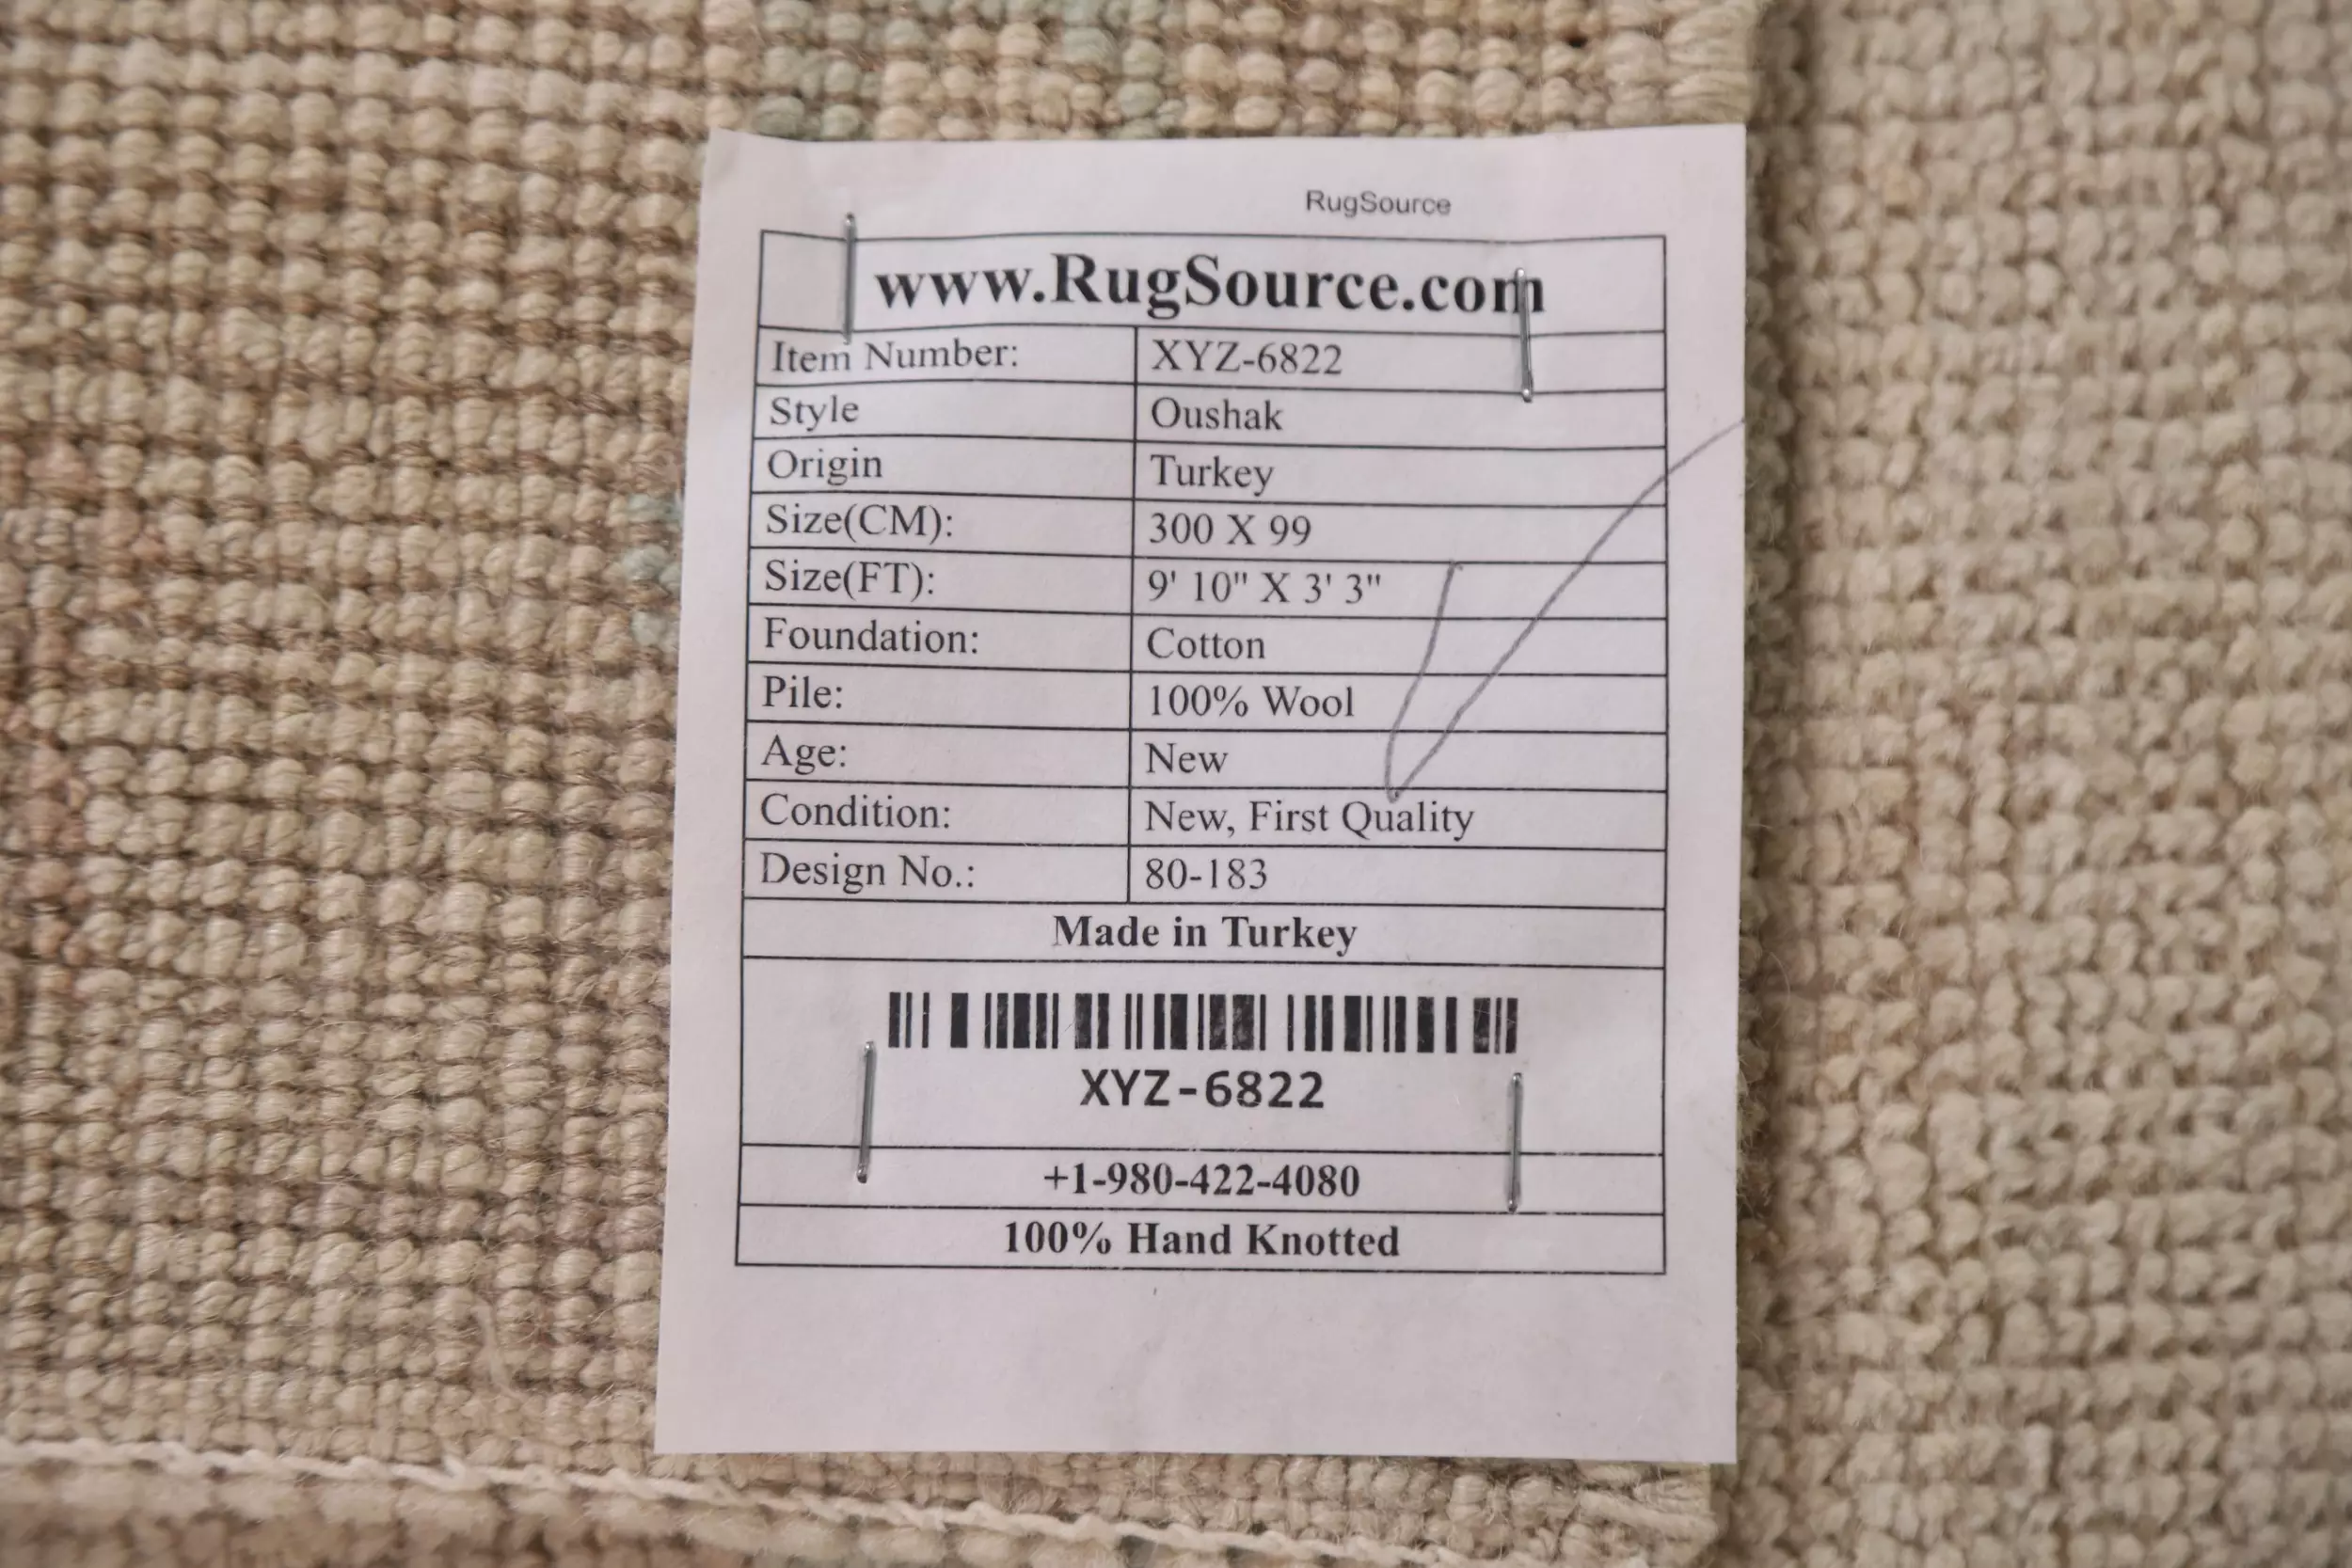 RugSource
www.RugSource.com
Item Number: XYZ-6822
Style Oushak
Origin Turkey
Size(CM): 300 X 99
Size(FT): 9' 10" X 3' 3"
Foundation: Cotton
Pile: 100% Wool
Age: New
Condition: New, First Quality
Design No.: 80-183
Made in Turkey
XYZ-6822
+1-980-422-4080
100% Hand Knotted